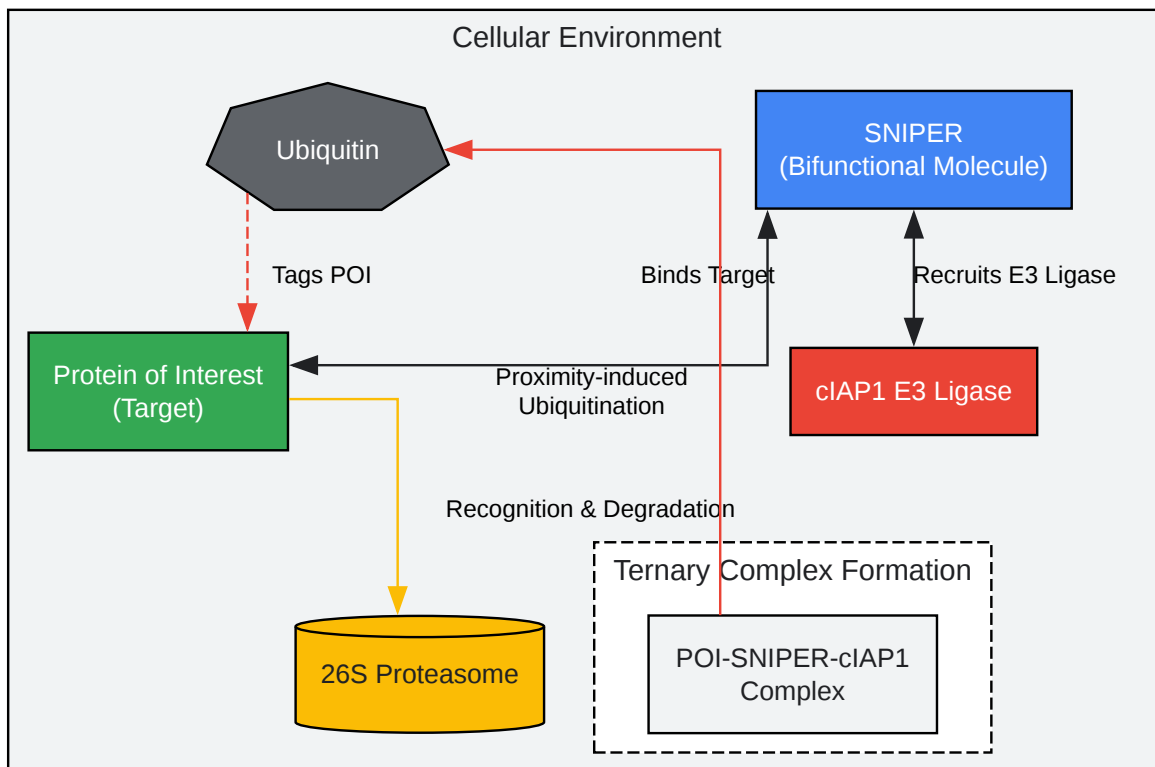 Cellular Environment
Ubiquitin
SNIPER
(Bifunctional Molecule)
Tags POI
Binds Target
Recruits E3 Ligase
Protein of Interest
(Target)
Proximity-induced
Ubiquitination
cIAP1 E3 Ligase
Recognition & Degradation
Ternary Complex Formation
26S Proteasome
POI-SNIPER-cIAP1
Complex